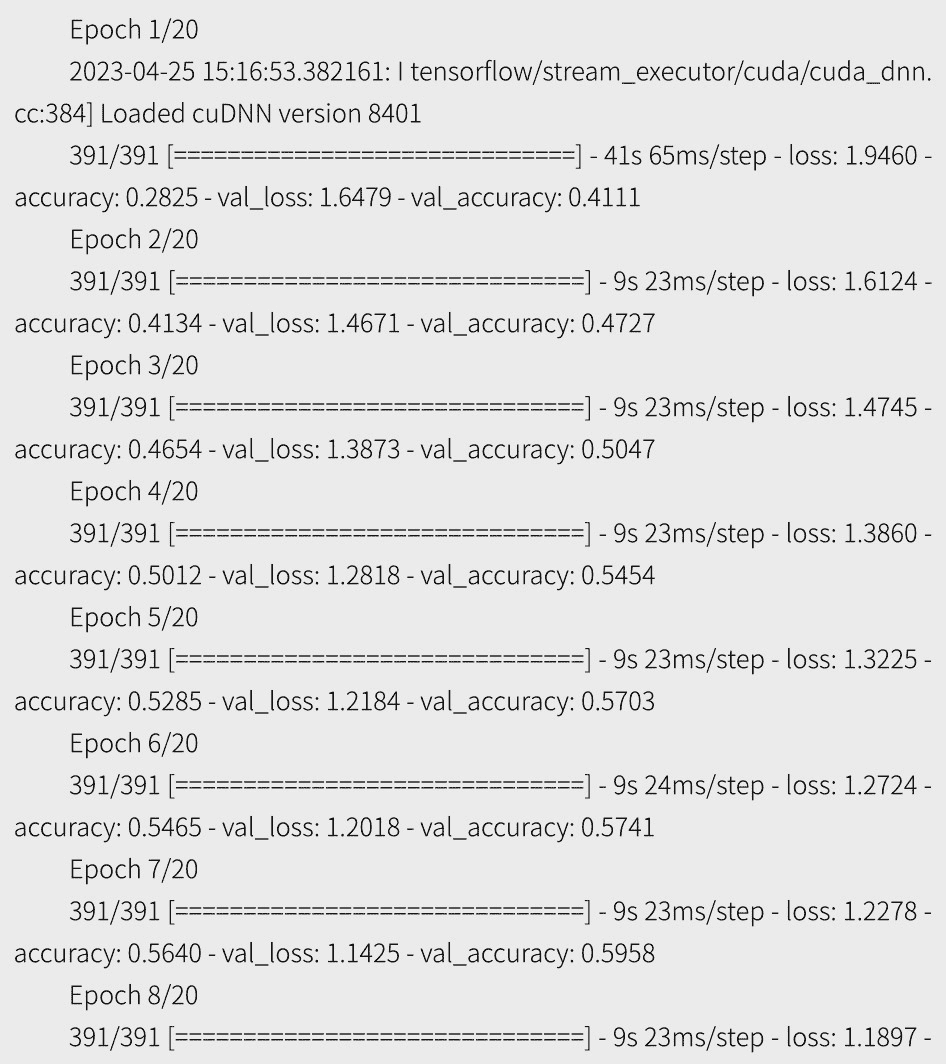 Epoch 1/20
2023-04-25 15:16:53.382161: I tensorflow/stream_executor/cuda/cuda_dnn.
cc:384] Loaded cuDNN version 8401
391/391 [==============================] - 41s 65ms/step - loss: 1.9460 -
accuracy: 0.2825 - val_loss: 1.6479 - val_accuracy: 0.4111
Epoch 2/20
391/391 [==============================] - 9s 23ms/step - loss: 1.6124 -
accuracy: 0.4134 - val_loss: 1.4671 - val_accuracy: 0.4727
Epoch 3/20
391/391 [==============================] - 9s 23ms/step - loss: 1.4745 -
accuracy: 0.4654 - val_loss: 1.3873 - val_accuracy: 0.5047
Epoch 4/20
391/391 [==============================] - 9s 23ms/step - loss: 1.3860 -
accuracy: 0.5012 - val_loss: 1.2818 - val_accuracy: 0.5454
Epoch 5/20
391/391 [==============================] - 9s 23ms/step - loss: 1.3225 -
accuracy: 0.5285 - val_loss: 1.2184 - val_accuracy: 0.5703
Epoch 6/20
391/391 [==============================] - 9s 24ms/step - loss: 1.2724 -
accuracy: 0.5465 - val_loss: 1.2018 - val_accuracy: 0.5741
Epoch 7/20
391/391 [==============================] - 9s 23ms/step - loss: 1.2278 -
accuracy: 0.5640 - val_loss: 1.1425 - val_accuracy: 0.5958
Epoch 8/20
391/391 [==============================] - 9s 23ms/step - loss: 1.1897 -